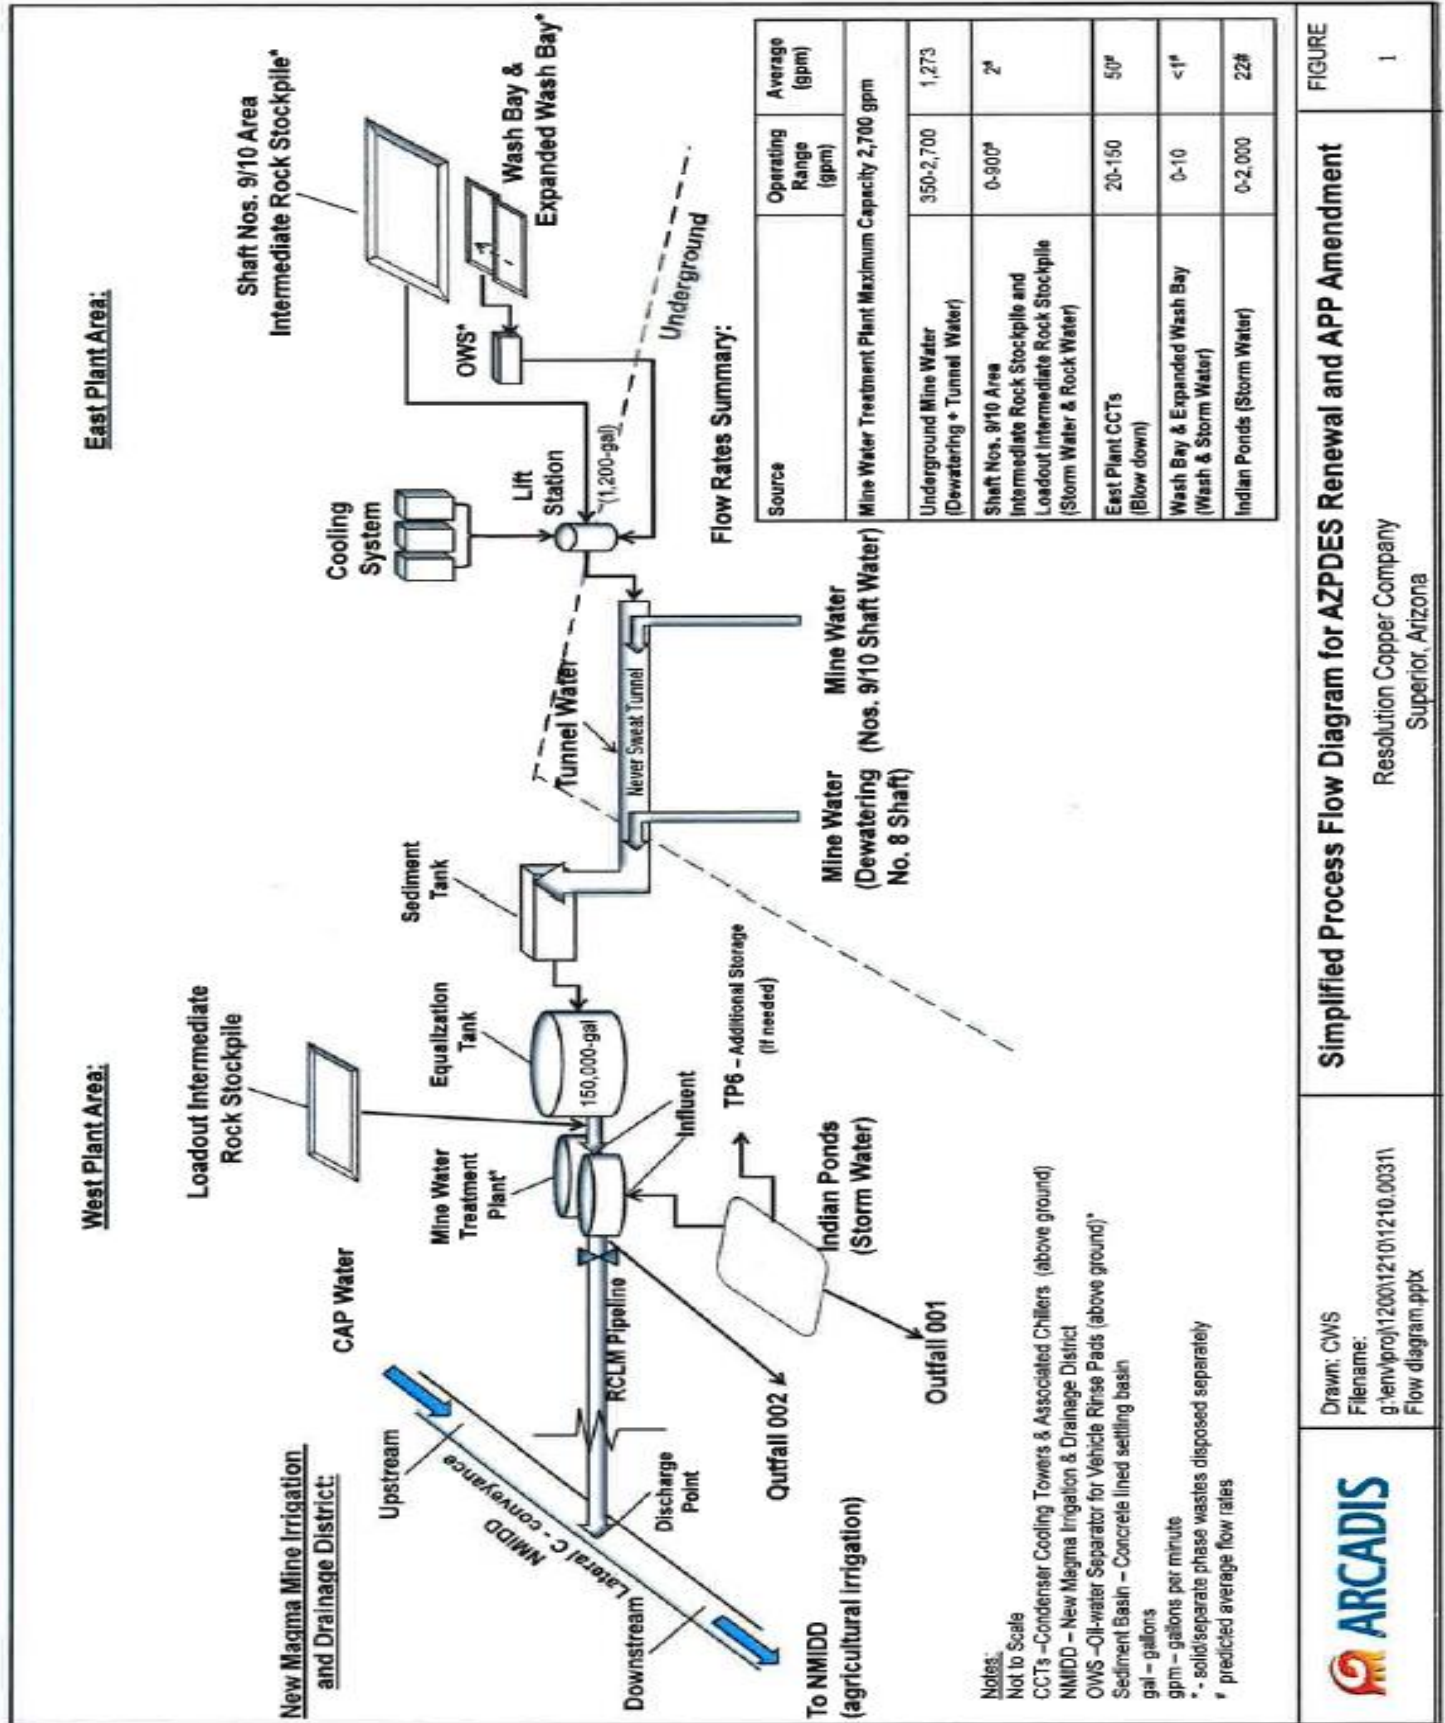 West Plant Area:
East Plant Area:
New Magma Mine Irrigation
and Drainage District:
Upstream
CAP Water
NMIDD
Lateral C - conveyance
Downstream
Discharge
Point
RCLM Pipeline
To NMIDD
(agricultural irrigation)
Outfall 002
Outfall 001
Loadout Intermediate
Rock Stockpile
Mine Water
Treatment
Plant*
Equalization
Tank
150,000-gal
Influent
Indian Ponds
(Storm Water)
TP6 – Additional Storage
(If needed)
Sediment
Tank
Tunnel Water
Never Sweat Tunnel
Mine Water
(Dewatering
No. 8 Shaft)
Mine Water
(Nos. 9/10 Shaft Water)
Cooling
System
Lift
Station
~(1,200-gal)
OWS*
Shaft Nos. 9/10 Area
Intermediate Rock Stockpile*
Wash Bay &
Expanded Wash Bay*
Underground
Flow Rates Summary:
Source
Operating
Range
(gpm)
Average
(gpm)
Mine Water Treatment Plant Maximum Capacity 2,700 gpm
Underground Mine Water
(Dewatering + Tunnel Water)
350-2,700
1,273
Shaft Nos. 9/10 Area
Intermediate Rock Stockpile and
Loadout Intermediate Rock Stockpile
(Storm Water & Rock Water)
0-900#
2#
East Plant CCTs
(Blow down)
20-150
50#
Wash Bay & Expanded Wash Bay
(Wash & Storm Water)
0-10
<1#
Indian Ponds (Storm Water)
0-2,000
22#
Notes:
Not to Scale
CCTs –Condenser Cooling Towers & Associated Chillers (above ground)
NMIDD – New Magma Irrigation & Drainage District
OWS –Oil-water Separator for Vehicle Rinse Pads (above ground)*
Sediment Basin – Concrete lined settling basin
gal – gallons
gpm – gallons per minute
* - solid/separate phase wastes disposed separately
# predicted average flow rates
ARCADIS
Drawn: CWS
Filename:
g:\env\proj\1200\1210\1210.0031\
Flow diagram.pptx
Simplified Process Flow Diagram for AZPDES Renewal and APP Amendment
Resolution Copper Company
Superior, Arizona
FIGURE
1